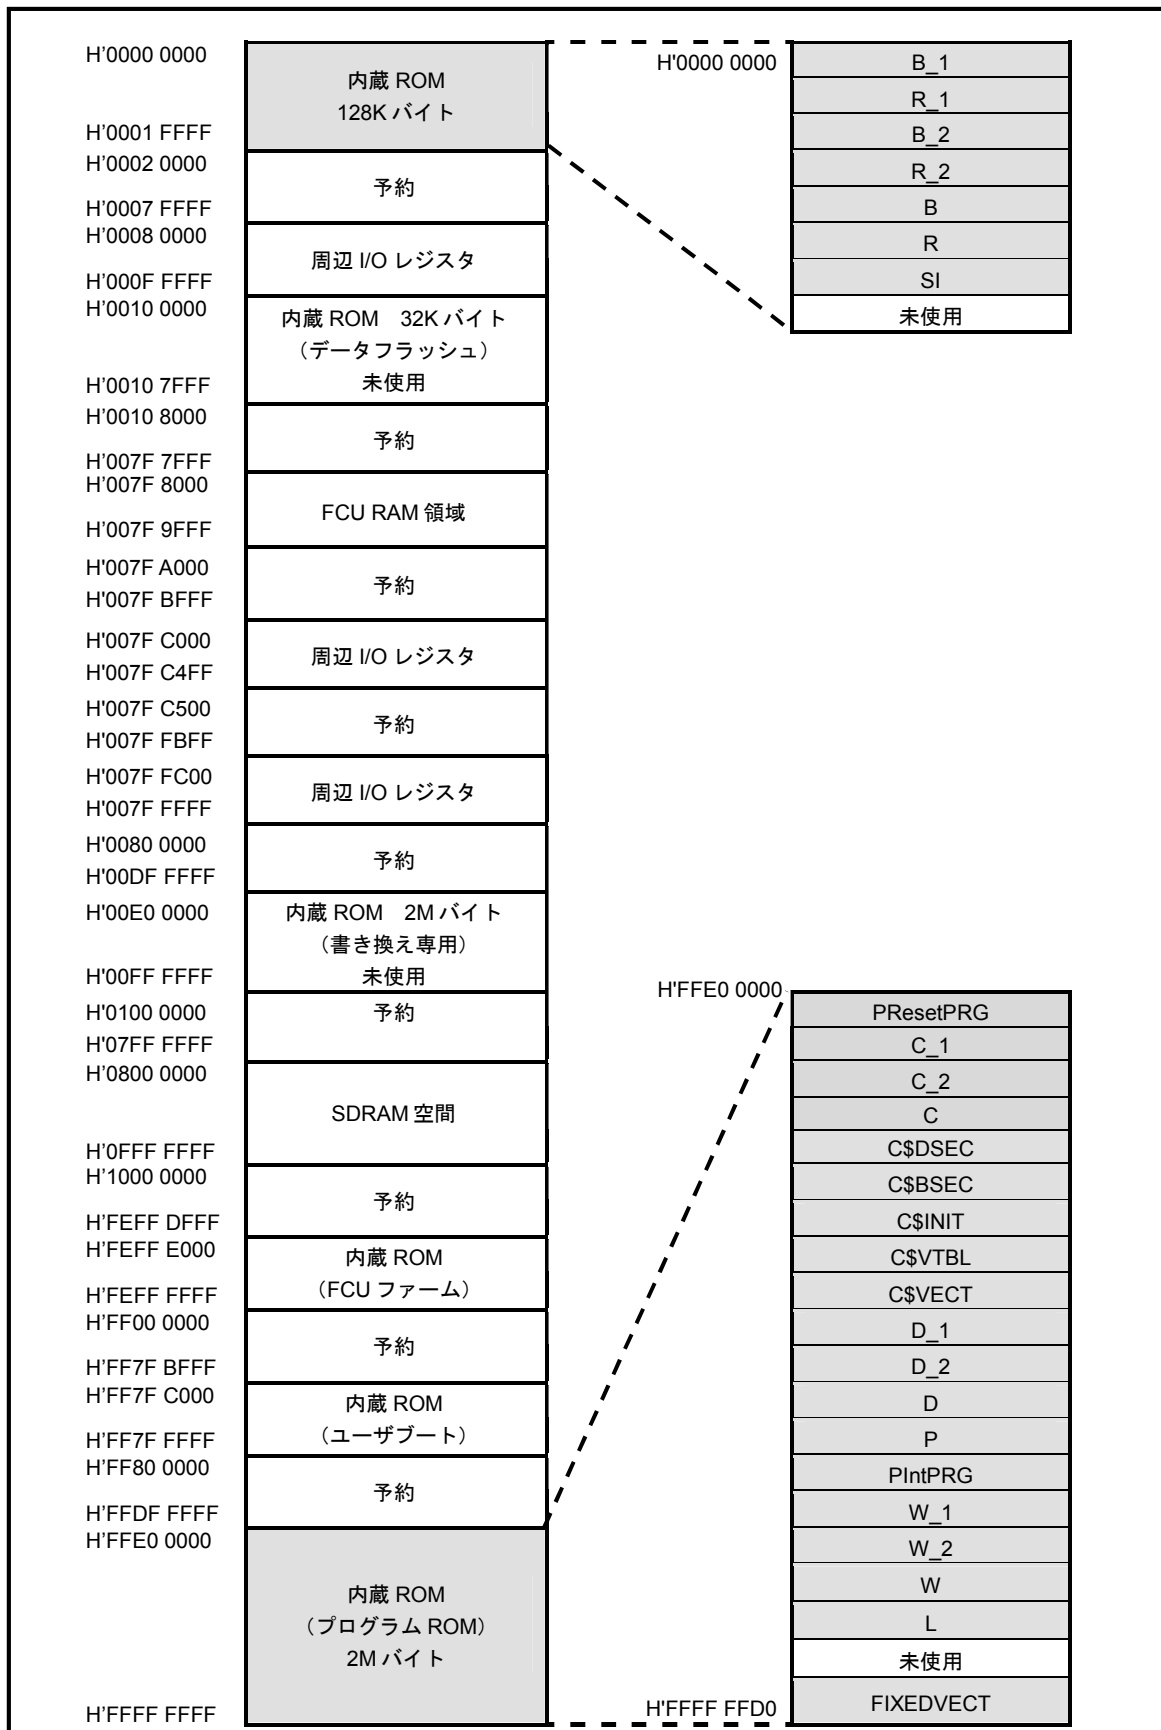 H'0000 0000
内蔵 ROM
128K バイト
H'0001 FFFF
H'0002 0000
予約
H'0007 FFFF
H'0008 0000
周辺 I/O レジスタ
H'000F FFFF
H'0010 0000
内蔵 ROM 32K バイト
（データフラッシュ）
未使用
H'0010 7FFF
H'0010 8000
予約
H'007F 7FFF
H'007F 8000
FCU RAM 領域
H'007F 9FFF
H'007F A000
予約
H'007F BFFF
H'007F C000
周辺 I/O レジスタ
H'007F C4FF
H'007F C500
予約
H'007F FBFF
H'007F FC00
周辺 I/O レジスタ
H'007F FFFF
H'0080 0000
予約
H'00DF FFFF
H'00E0 0000
内蔵 ROM 2M バイト
（書き換え専用）
未使用
H'00FF FFFF
H'0100 0000
予約
H'07FF FFFF
H'0800 0000
SDRAM 空間
H'0FFF FFFF
H'1000 0000
予約
H'FEFF DFFF
H'FEFF E000
内蔵 ROM
（FCU ファーム）
H'FEFF FFFF
H'FF00 0000
予約
H'FF7F BFFF
H'FF7F C000
内蔵 ROM
（ユーザブート）
H'FF7F FFFF
H'FF80 0000
予約
H'FFDF FFFF
H'FFE0 0000
内蔵 ROM
（プログラム ROM）
2M バイト
H'FFFF FFFF
H'0000 0000
B_1
R_1
B_2
R_2
B
R
SI
未使用
H'FFE0 0000
PResetPRG
C_1
C_2
C
C$DSEC
C$BSEC
C$INIT
C$VTBL
C$VECT
D_1
D_2
D
P
PIntPRG
W_1
W_2
W
L
未使用
H'FFFF FFD0
FIXEDVECT